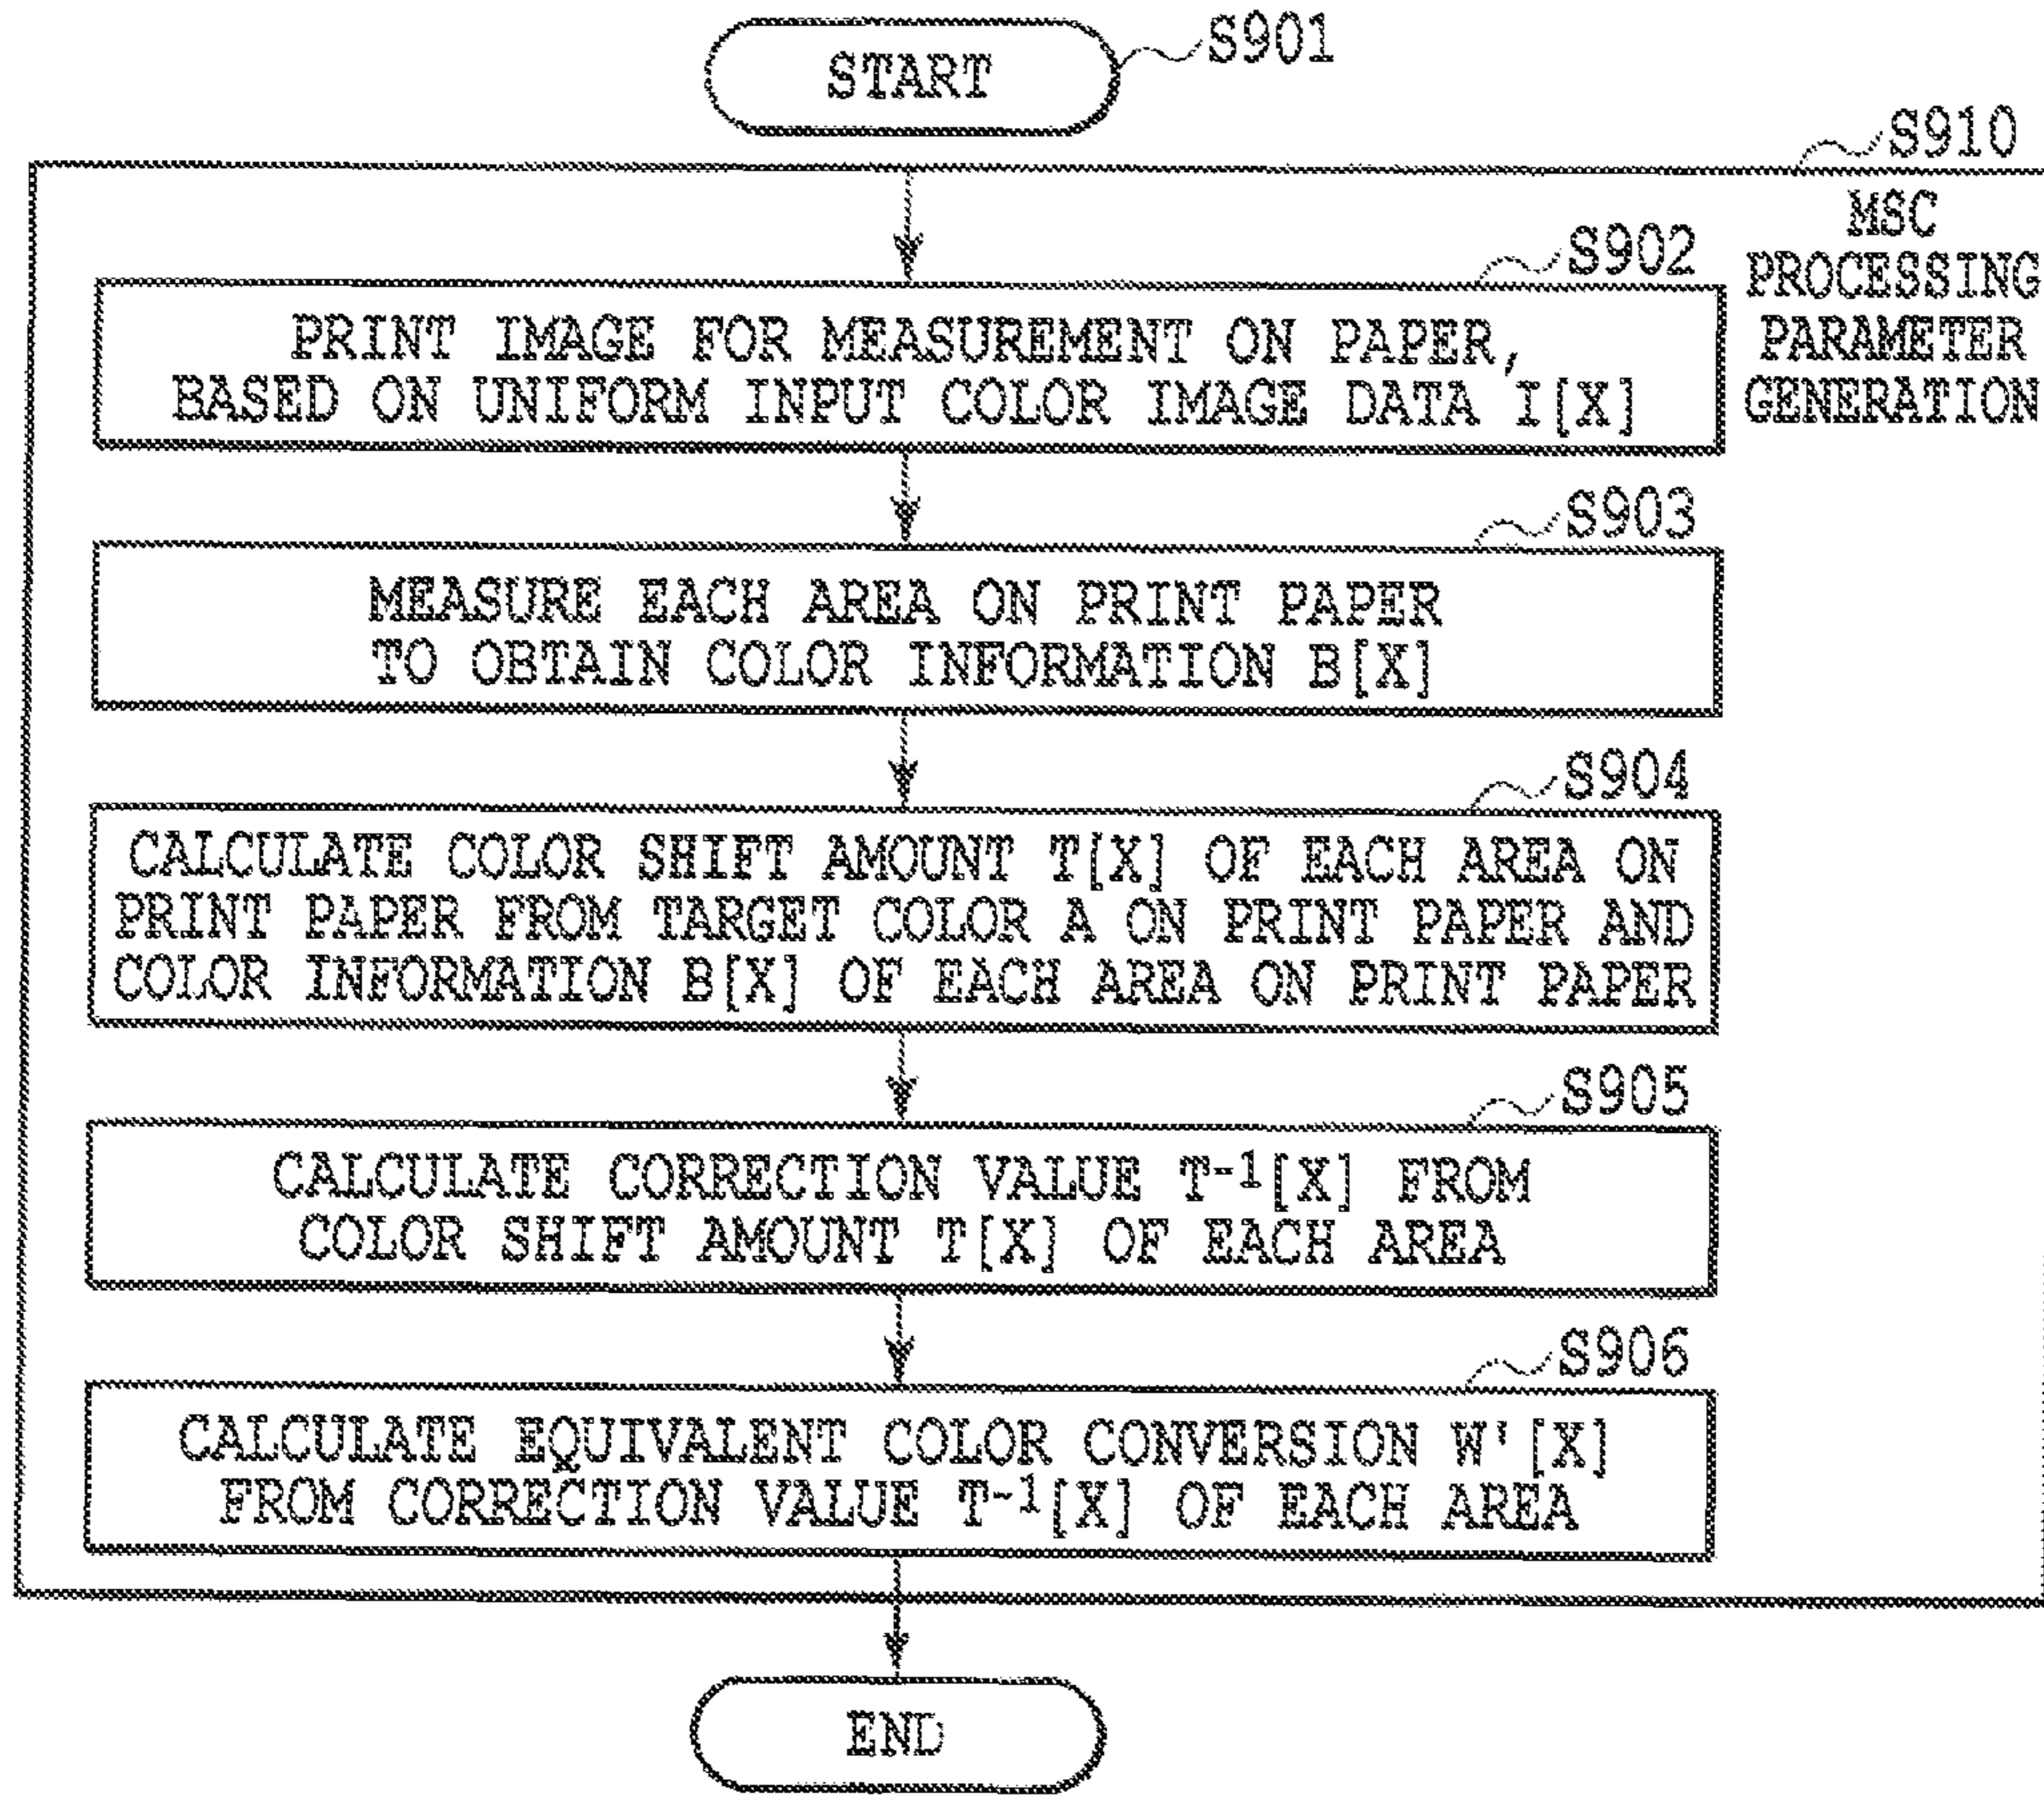 START
S901
S910
MSC
PROCESSING
PARAMETER
GENERATION
S902
PRINT IMAGE FOR MEASUREMENT ON PAPER,
BASED ON UNIFORM INPUT COLOR IMAGE DATA I[X]
S903
MEASURE EACH AREA ON PRINT PAPER
TO OBTAIN COLOR INFORMATION B[X]
S904
CALCULATE COLOR SHIFT AMOUNT T[X] OF EACH AREA ON
PRINT PAPER FROM TARGET COLOR A ON PRINT PAPER AND
COLOR INFORMATION B[X] OF EACH AREA ON PRINT PAPER
S905
CALCULATE CORRECTION VALUE T⁻¹[X] FROM
COLOR SHIFT AMOUNT T[X] OF EACH AREA
S906
CALCULATE EQUIVALENT COLOR CONVERSION W'[X]
FROM CORRECTION VALUE T⁻¹[X] OF EACH AREA
END